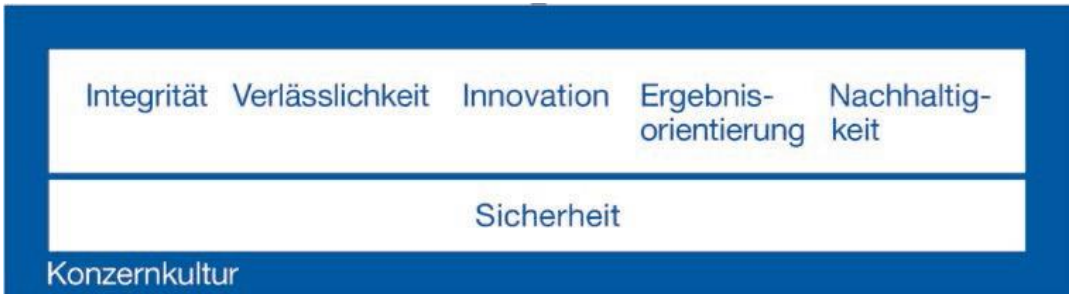 Integrität Verlässlichkeit Innovation Ergebnis- Nachhaltig-
orientierung keit
Sicherheit
Konzernkultur